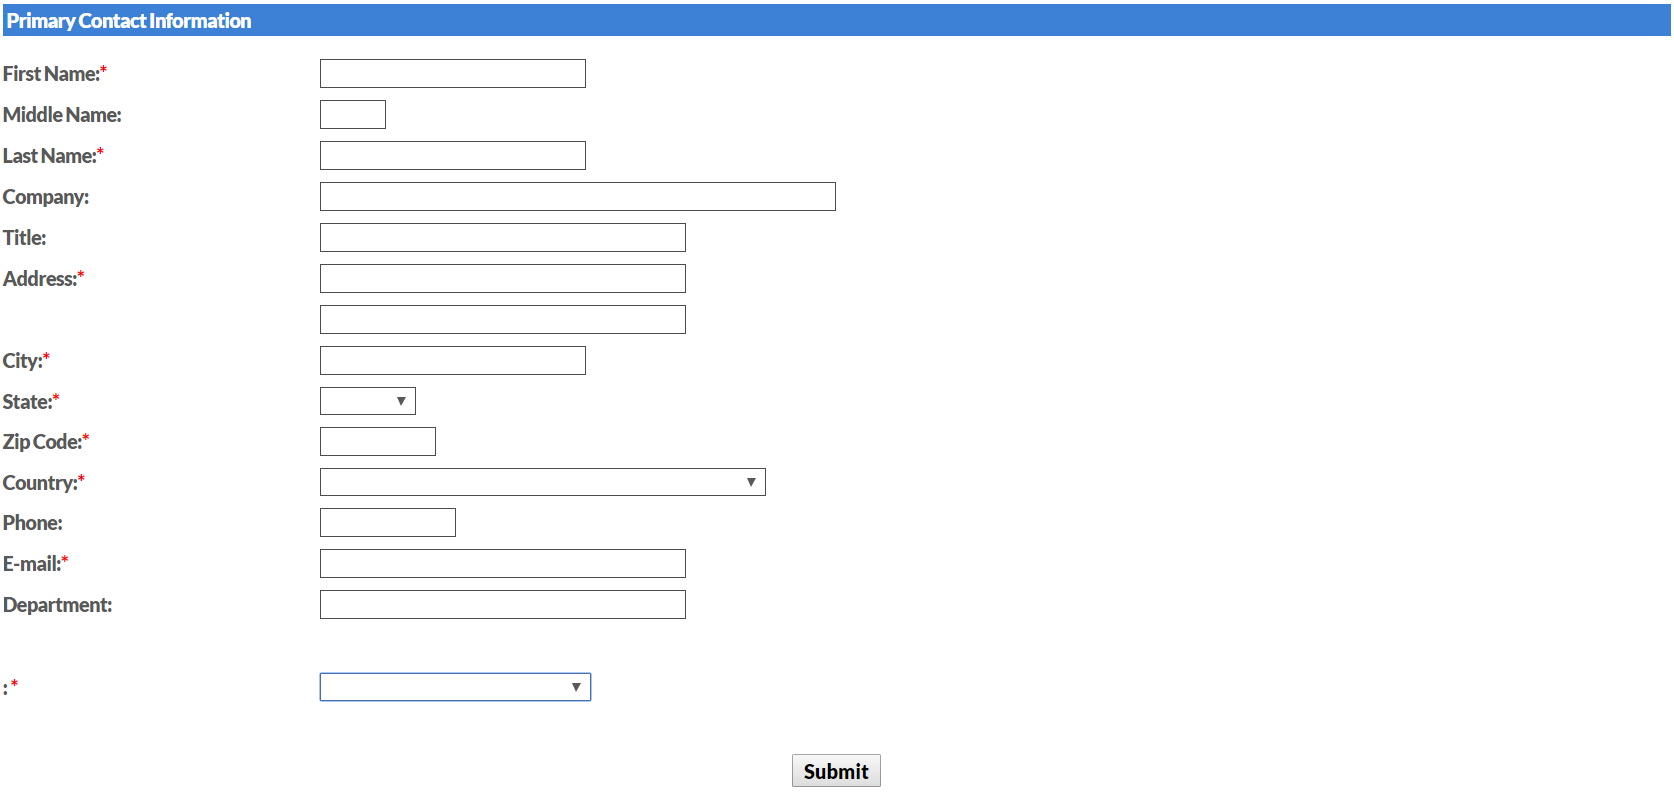 Primary Contact Information
First Name:*
Middle Name:
Last Name:*
Company:
Title:
Address:*
City:*
State:*
Zip Code:*
Country:*
Phone:
E-mail:*
Department:
:*
Submit